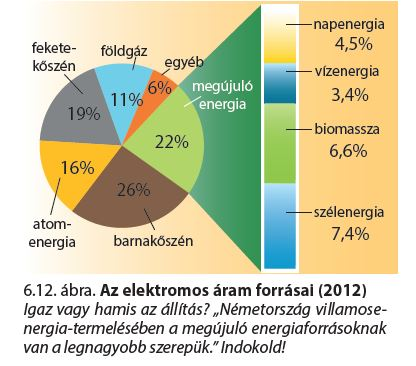 fekete-
kőszén
19%
földgáz
11%
egyéb
6%
megújuló
energia
22%
16%
atom-
energia
26%
barnakőszén
napenergia
4,5%
vízenergia
3,4%
biomassza
6,6%
szélenergia
7,4%
6.12. ábra. Az elektromos áram forrásai (2012)
Igaz vagy hamis az állítás? „Németország villamose-
nergia-termelésében a megújuló energiaforrásoknak
van a legnagyobb szerepük.” Indokold!